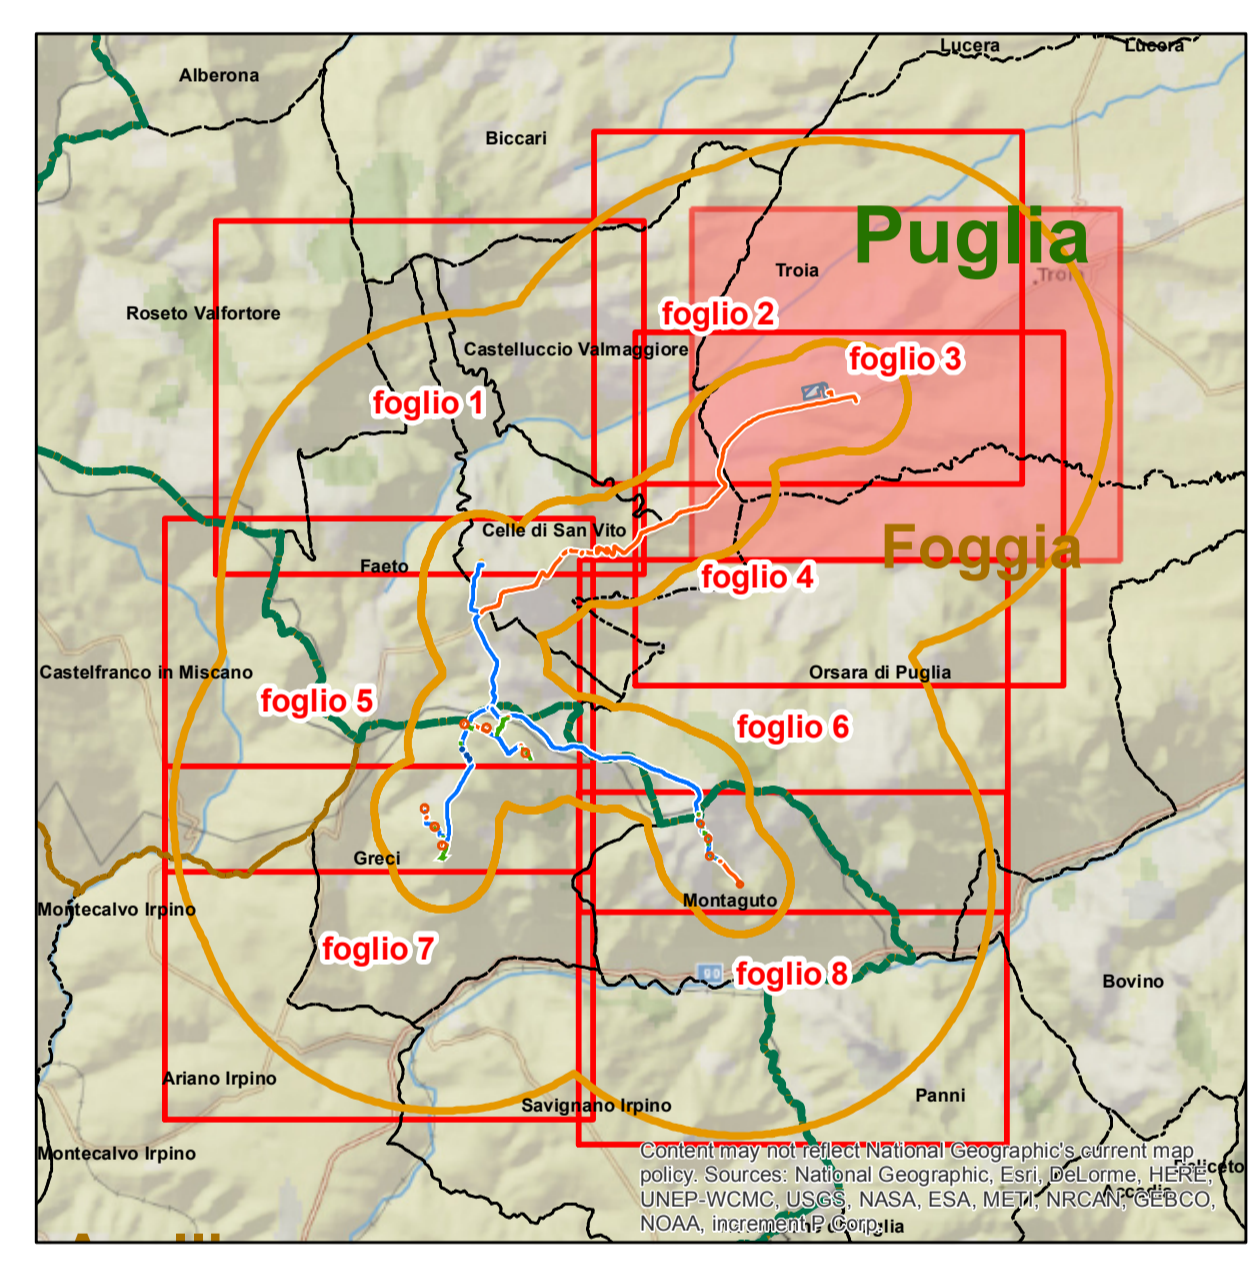 Lucera
Lucera
Alberona
Biccari
Puglia
Troia
Troia
Roseto Valfortore
foglio 2
Castelluccio Valmaggiore
foglio 3
foglio 1
Celle di San Vito
Foggia
Faeto
foglio 4
Castelfranco in Miscano
Orsara di Puglia
foglio 5
foglio 6
Greci
Montaguto
Montecalvo Irpino
foglio 7
90
foglio 8
Bovino
Ariano Irpino
Panni
Savignano Irpino
Montecalvo Irpino
Content may not reflect National Geographic's current map
policy. Sources: National Geographic, Esri, DeLorme, HERE,
UNEP-WCMC, USGS, NASA, ESA, METI, NRCAN, GEBCO,
NOAA, increment P Corp.
Accadia